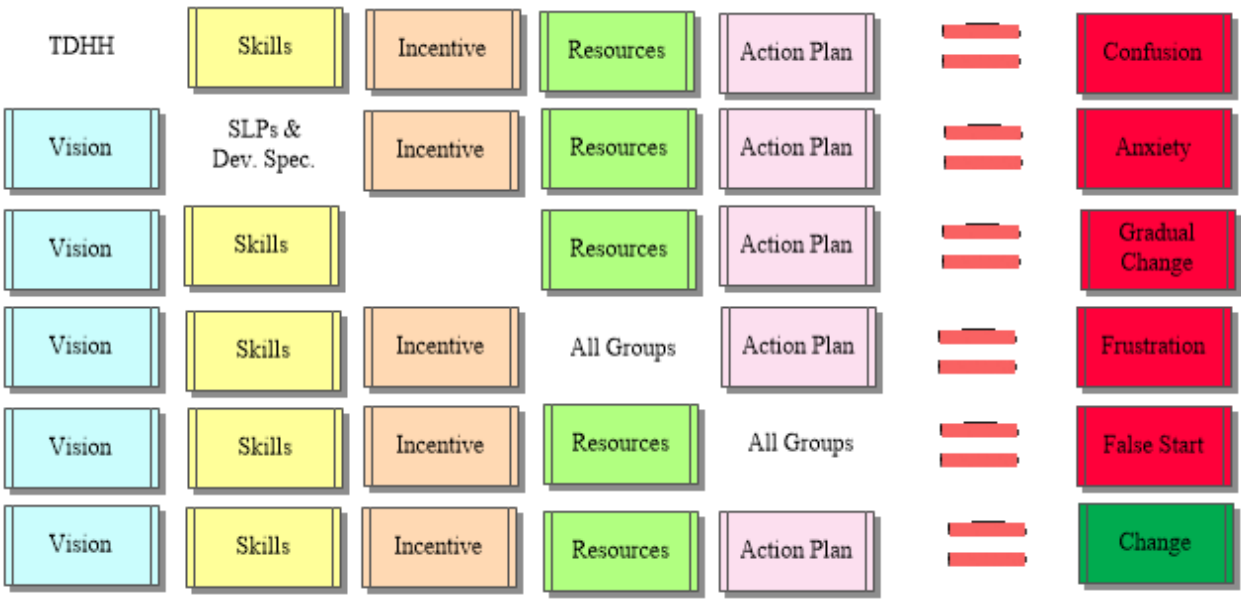 TDHH Skills Incentive Resources Action Plan Confusion
Vision SLPs &
Dev. Spec. Incentive Resources Action Plan Anxiety
Vision Skills Resources Action Plan Gradual
Change
Vision Skills Incentive All Groups Action Plan Frustration
Vision Skills Incentive Resources All Groups False Start
Vision Skills Incentive Resources Action Plan Change